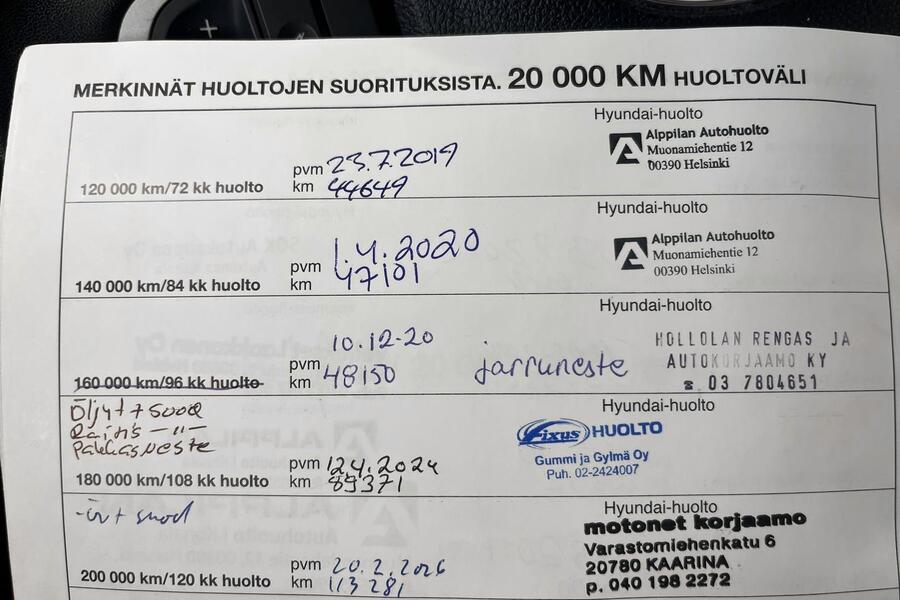 MERKINNÄT HUOLTOJEN SUORITUKSISTA. 20 000 KM HUOLTOVÄLI
Hyundai-huolto
Alppilan Autohuolto
Muonamiehentie 12
00390 Helsinki
pvm 23.7.2019
120 000 km/72 kk huolto km 44649
Hyundai-huolto
Alppilan Autohuolto
Muonamiehentie 12
00390 Helsinki
pvm 1.4.2020
140 000 km/84 kk huolto km 47101
Hyundai-huolto
HOLLOLAN RENGAS JA
AUTOKORJAAMO KY
☎ 03 7804651
pvm 10.12-20
160 000 km/96 kk huolto km 48150 jarruneste
Hyundai-huolto
Fixus HUOLTO
Gummi ja Gylmä Oy
Puh. 02-2424007
Öljyt + suod
Pakkasneste
pvm 12.4.2024
180 000 km/108 kk huolto km 89371
Hyundai-huolto
motonet korjaamo
Varastomiehenkatu 6
20780 KAARINA
p. 040 198 2272
suod
pvm 20.2.2026
200 000 km/120 kk huolto km 113281